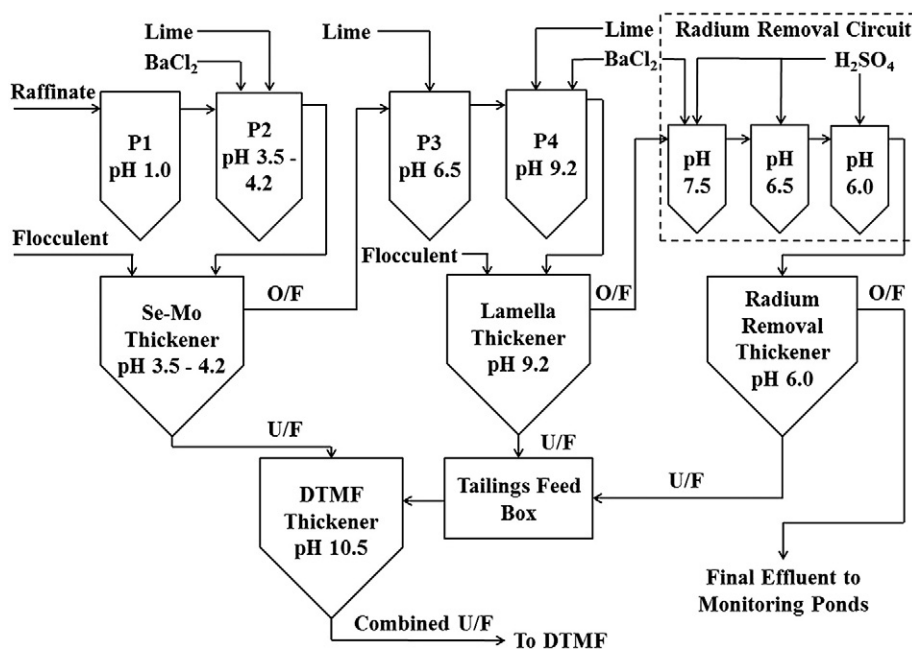 Lime
BaCl₂
Raffinate
P1
pH 1.0
P2
pH 3.5 -
4.2
Lime
P3
pH 6.5
Lime
BaCl₂
P4
pH 9.2
Radium Removal Circuit
H₂SO₄
pH
7.5
pH
6.5
pH
6.0
Flocculent
Se-Mo
Thickener
pH 3.5 - 4.2
O/F
U/F
Flocculent
Lamella
Thickener
pH 9.2
O/F
U/F
Radium
Removal
Thickener
pH 6.0
O/F
U/F
DTMF
Thickener
pH 10.5
Tailings Feed
Box
Final Effluent to
Monitoring Ponds
Combined U/F
To DTMF